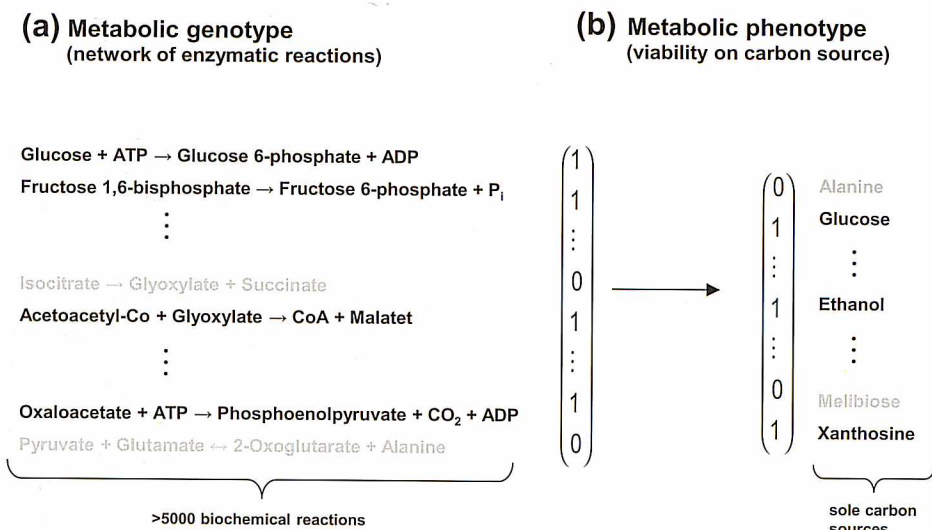 (a) Metabolic genotype
(network of enzymatic reactions)
Glucose + ATP → Glucose 6-phosphate + ADP
Fructose 1,6-bisphosphate → Fructose 6-phosphate + Pi
⋮
Isocitrate → Glyoxylate + Succinate
Acetoacetyl-Co + Glyoxylate → CoA + Malatet
⋮
Oxaloacetate + ATP → Phosphoenolpyruvate + CO2 + ADP
Pyruvate + Glutamate ↔ 2-Oxoglutarate + Alanine
>5000 biochemical reactions
1
1
⋮
0
1
⋮
1
0
(b) Metabolic phenotype
(viability on carbon source)
0 Alanine
1 Glucose
⋮ ⋮
1 Ethanol
⋮ ⋮
0 Melibiose
1 Xanthosine
sole carbon
sources